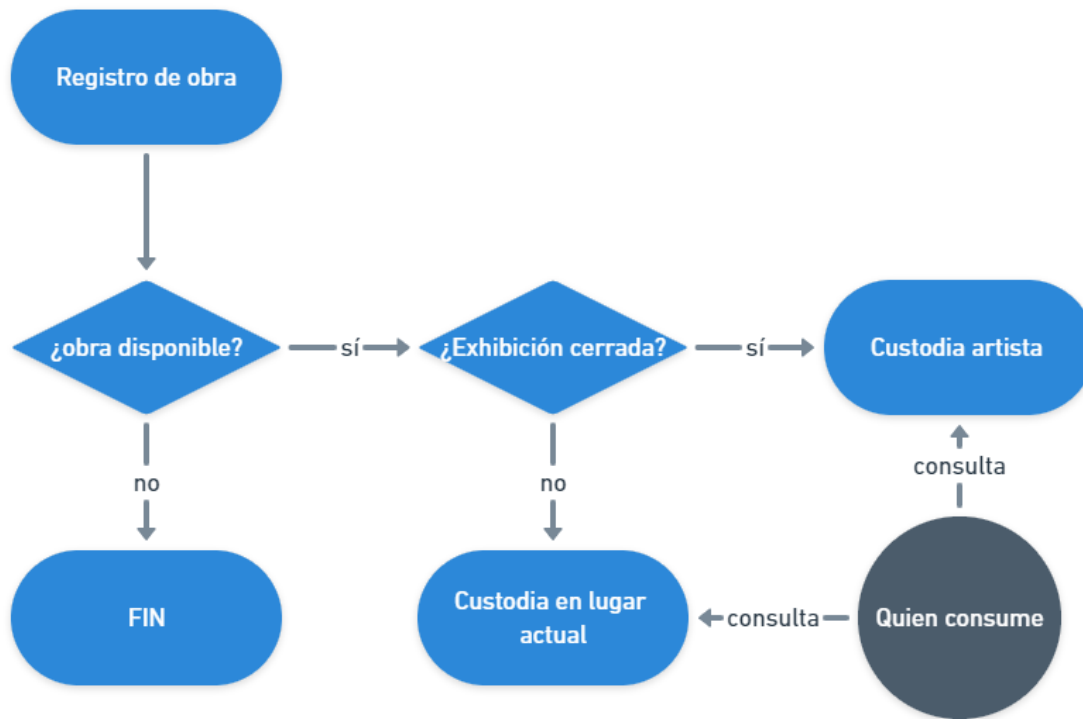 Registro de obra
¿obra disponible?
sí
¿Exhibición cerrada?
sí
Custodia artista
no
no
consulta
FIN
Custodia en lugar
actual
consulta
Quien consume